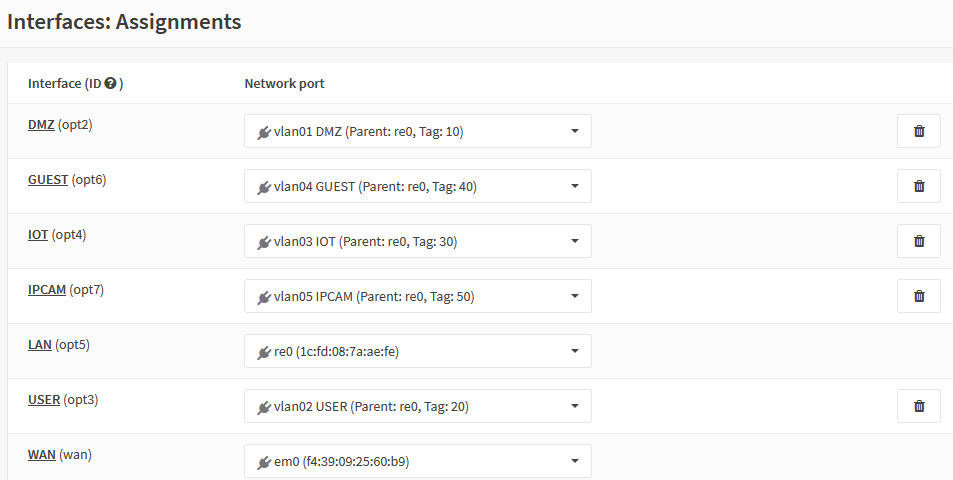 Interfaces: Assignments
Interface (ID ?) Network port
DMZ (opt2) vlan01 DMZ (Parent: re0, Tag: 10)
GUEST (opt6) vlan04 GUEST (Parent: re0, Tag: 40)
IOT (opt4) vlan03 IOT (Parent: re0, Tag: 30)
IPCAM (opt7) vlan05 IPCAM (Parent: re0, Tag: 50)
LAN (opt5) re0 (1c:fd:08:7a:ae:fe)
USER (opt3) vlan02 USER (Parent: re0, Tag: 20)
WAN (wan) em0 (f4:39:09:25:60:b9)